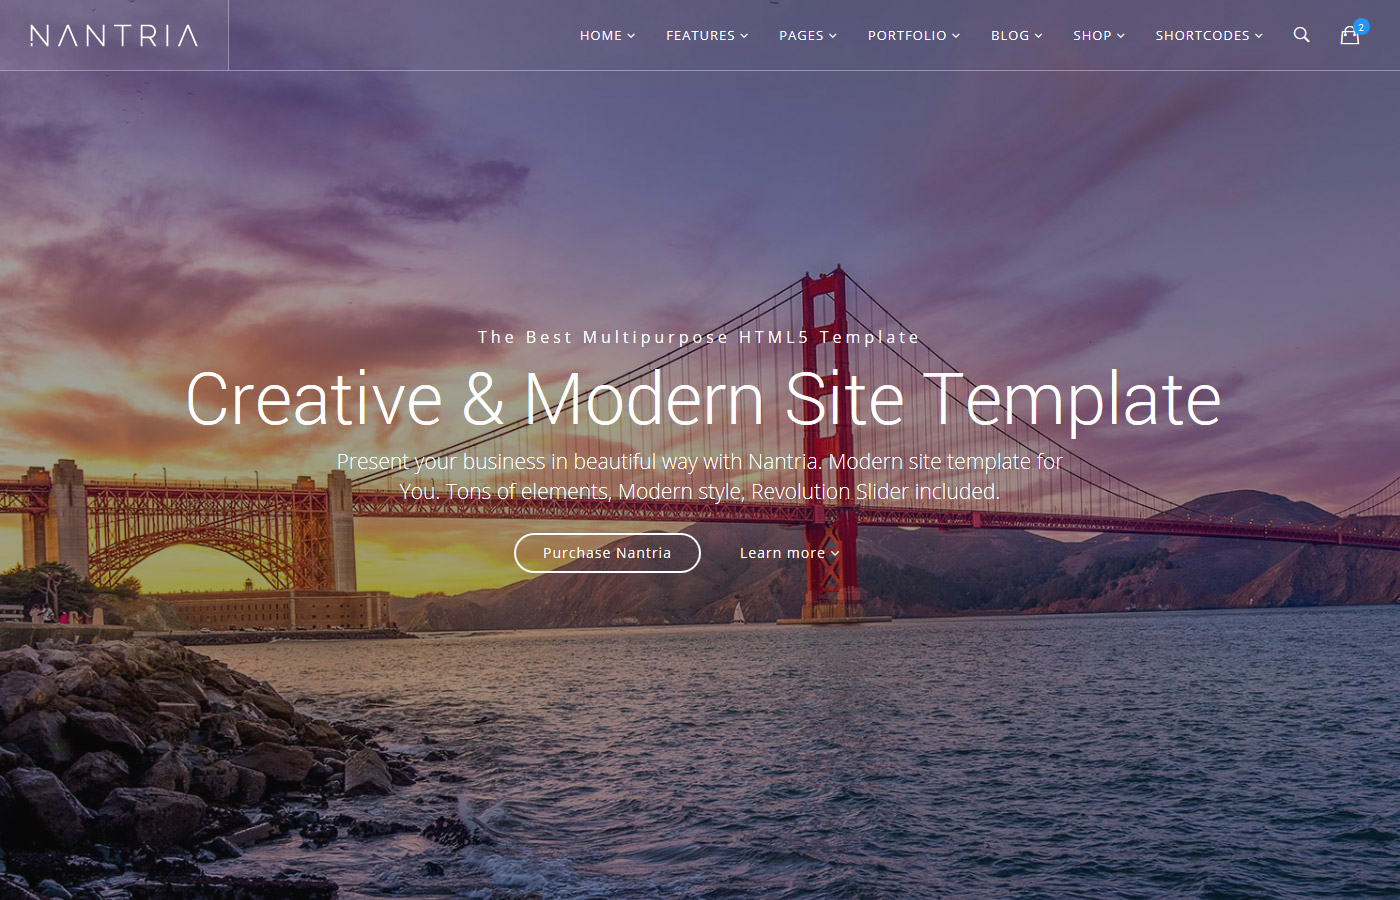 NANTRIA
HOME FEATURES PAGES PORTFOLIO BLOG SHOP SHORTCODES 2
The Best Multipurpose HTML5 Template
Creative & Modern Site Template
Present your business in beautiful way with Nantria. Modern site template for
You. Tons of elements, Modern style, Revolution Slider included.
Purchase Nantria Learn more